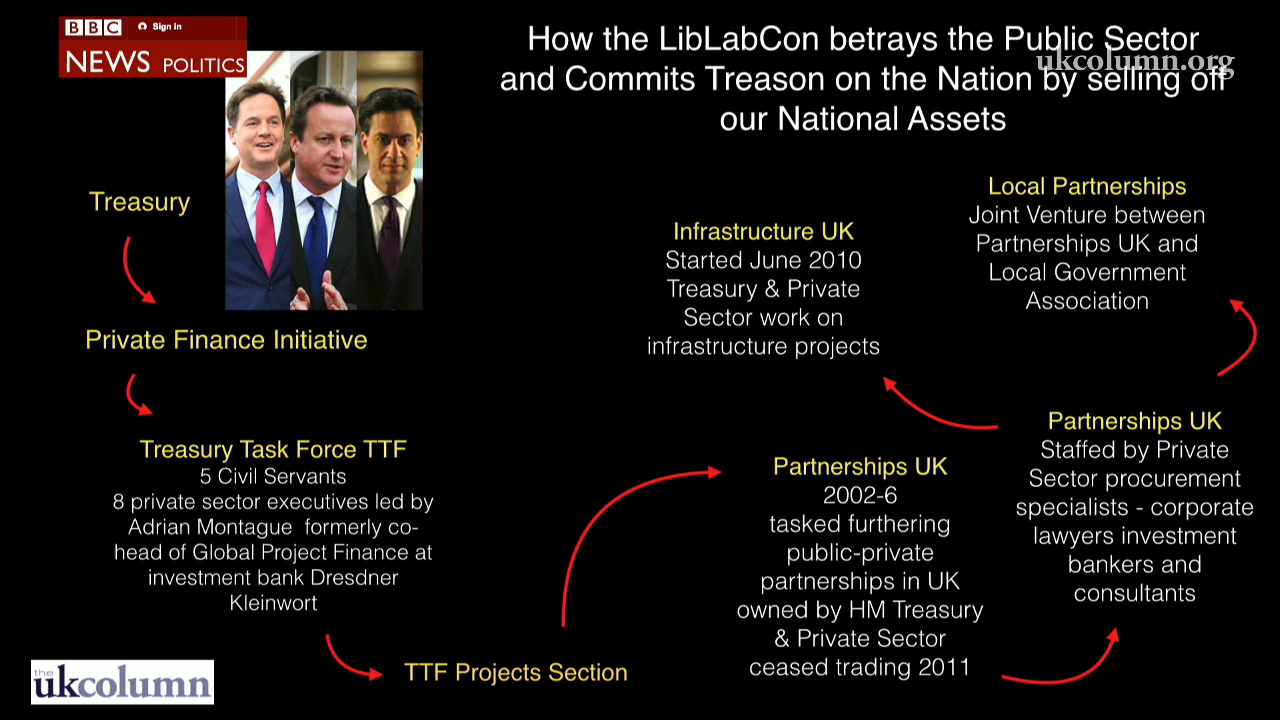 BBC Sign in
NEWS POLITICS
How the LibLabCon betrays the Public Sector
and Commits Treason on the Nation by selling off
our National Assets
ukcolumn.org
Treasury
Private Finance Initiative
Treasury Task Force TTF
5 Civil Servants
8 private sector executives led by
Adrian Montague formerly co-
head of Global Project Finance at
investment bank Dresdner
Kleinwort
TTF Projects Section
Partnerships UK
2002-6
tasked furthering
public-private
partnerships in UK
owned by HM Treasury
& Private Sector
ceased trading 2011
Partnerships UK
Staffed by Private
Sector procurement
specialists - corporate
lawyers investment
bankers and
consultants
Infrastructure UK
Started June 2010
Treasury & Private
Sector work on
infrastructure projects
Local Partnerships
Joint Venture between
Partnerships UK and
Local Government
Association
the
ukcolumn